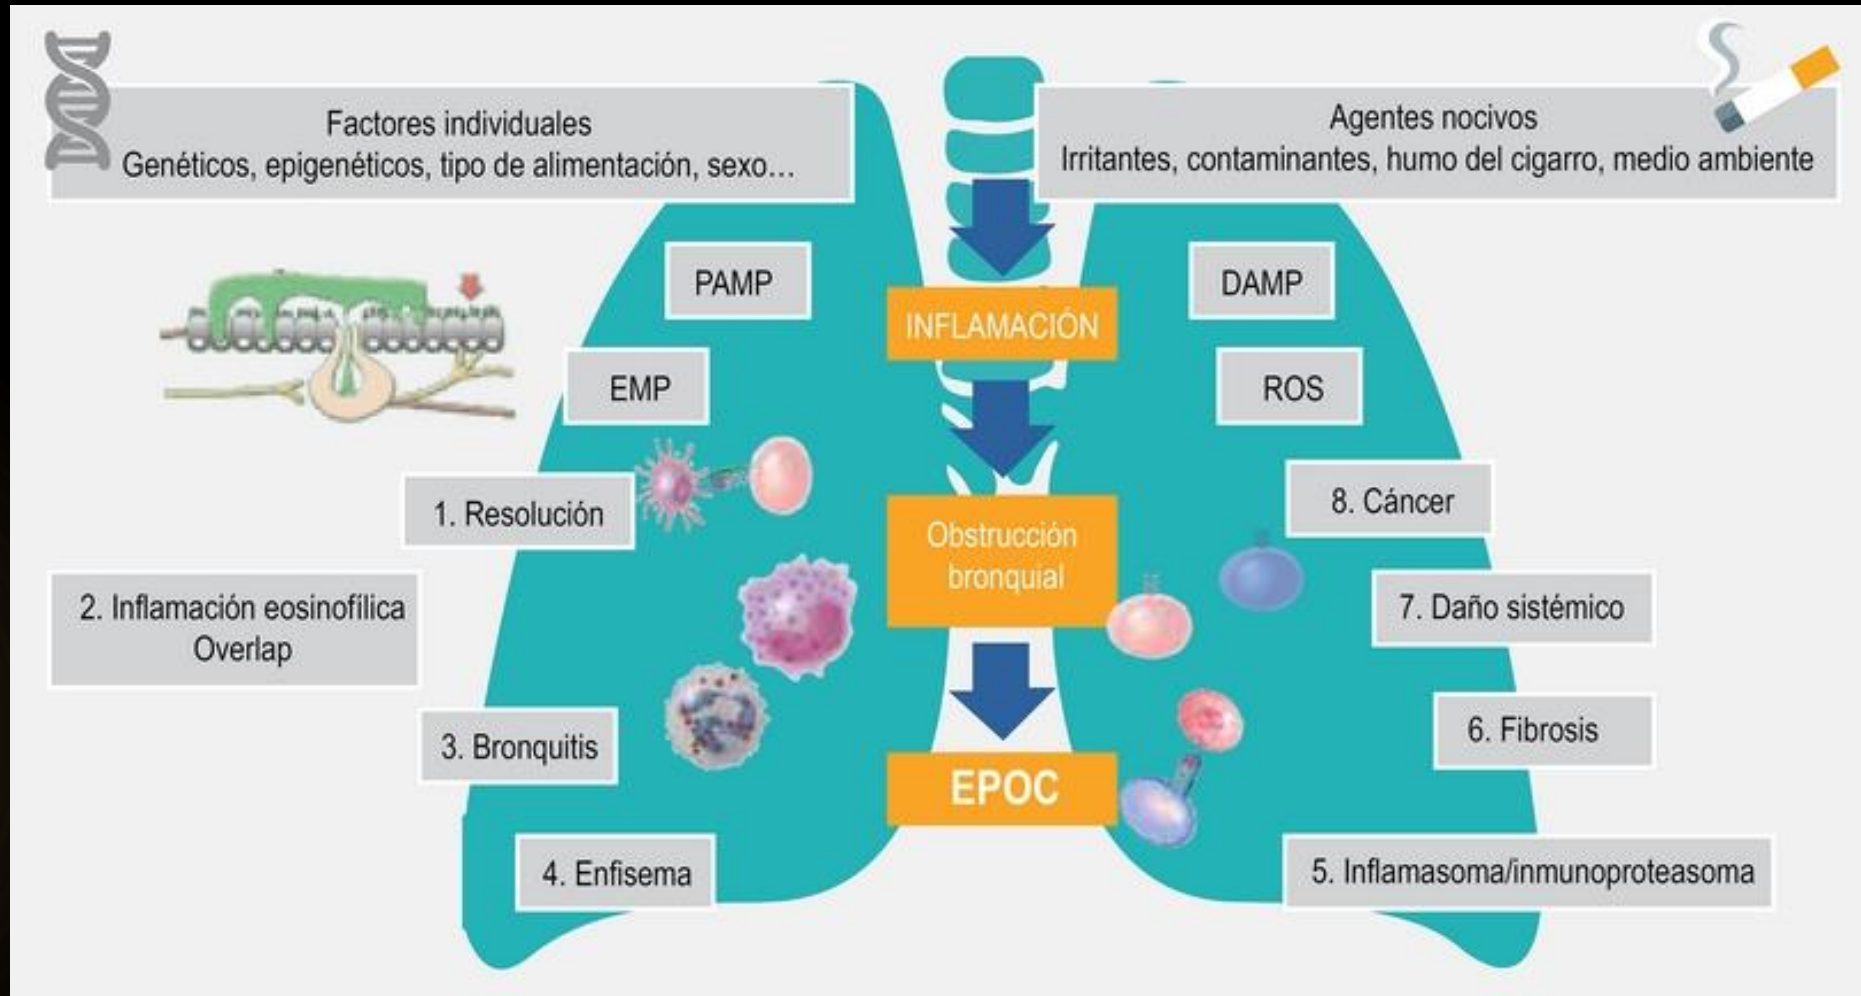 Factores individuales
Genéticos, epigenéticos, tipo de alimentación, sexo...
Agentes nocivos
Irritantes, contaminantes, humo del cigarro, medio ambiente
PAMP
DAMP
INFLAMACIÓN
EMP
ROS
1. Resolución
8. Cáncer
Obstrucción
bronquial
2. Inflamación eosinofílica
Overlap
7. Daño sistémico
3. Bronquitis
6. Fibrosis
EPOC
4. Enfisema
5. Inflamasoma/inmunoproteasoma